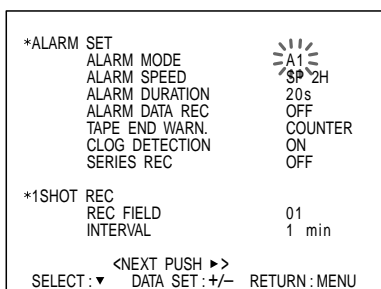 *ALARM SET
ALARM MODE A1
ALARM SPEED SP 2H
ALARM DURATION 20s
ALARM DATA REC OFF
TAPE END WARN. COUNTER
CLOG DETECTION ON
SERIES REC OFF
*1SHOT REC
REC FIELD 01
INTERVAL 1 min
<NEXT PUSH ►>
SELECT : ▼ DATA SET : +/– RETURN : MENU